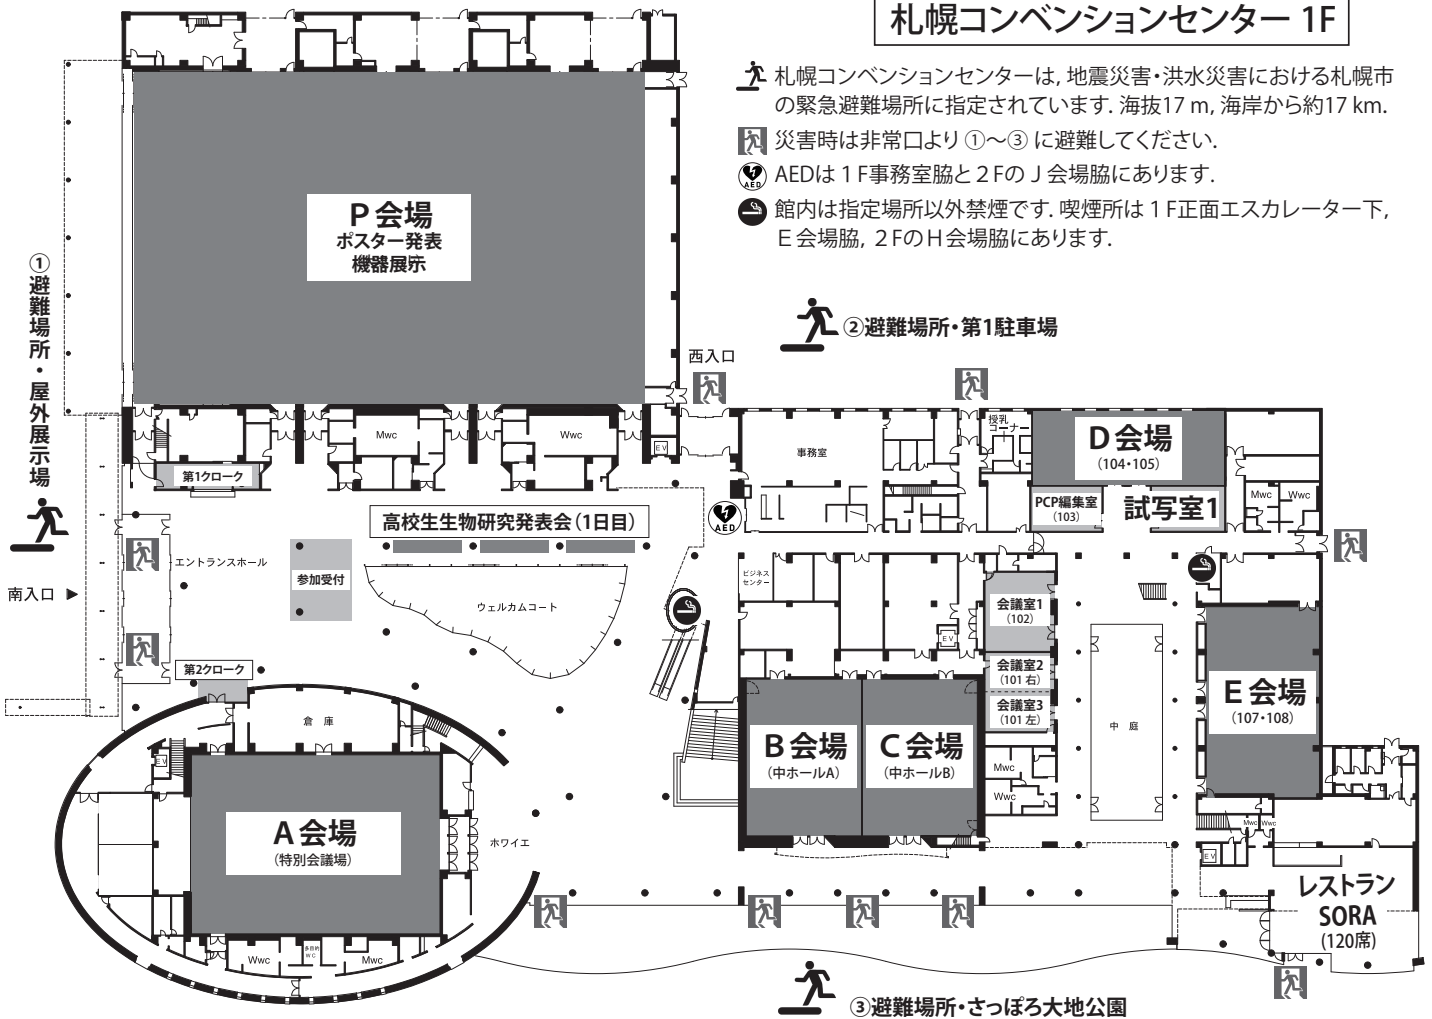 札幌コンベンションセンター 1F
札幌コンベンションセンターは, 地震災害・洪水災害における札幌市
の緊急避難場所に指定されています. 海抜17 m, 海岸から約17 km.
災害時は非常口より ①～③ に避難してください.
AED
AEDは 1 F事務室脇と 2 Fの J 会場脇にあります.
館内は指定場所以外禁煙です. 喫煙所は 1 F正面エスカレーター下,
E 会場脇, 2 FのH会場脇にあります.
P 会場
ポスター発表
機器展示
①避難場所・屋外展示場
②避難場所・第1駐車場
西入口
Mwc
Wwc
EV
第1クローク
事務室
授乳
コーナー
D 会場
(104・105)
PCP編集室
(103)
試写室1
Mwc
Wwc
高校生生物研究発表会(1日目)
AED
エントランスホール
参加受付
ウェルカムコート
南入口
ビジネス
センター
会議室1
(102)
EV
会議室2
(101 右)
会議室3
(101 左)
第2クローク
倉 庫
EV
B 会場
(中ホールA)
C 会場
(中ホールB)
中 庭
E 会場
(107・108)
Mwc
Wwc
A 会場
(特別会議場)
ホワイエ
Mwc
Wwc
EV
レストラン
SORA
(120席)
Wwc
多目的
WC
Mwc
③避難場所・さっぽろ大地公園